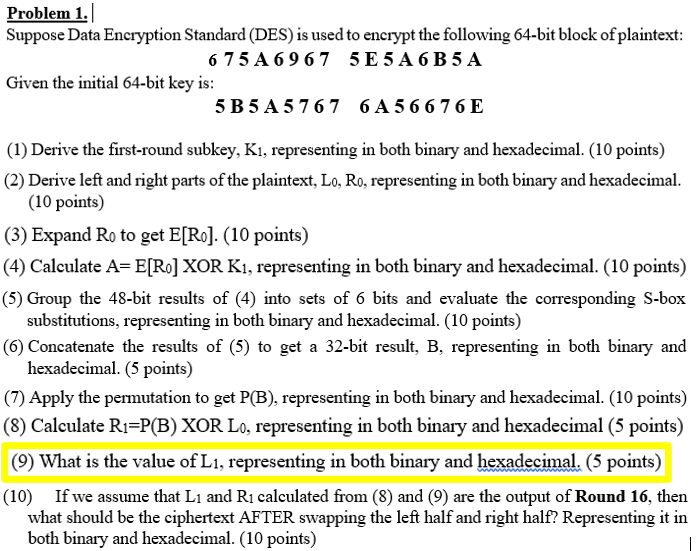 Problem 1.
Suppose Data Encryption Standard (DES) is used to encrypt the following 64-bit block of plaintext:
6 7 5 A 6 9 6 7 5 E 5 A 6 B 5 A
Given the initial 64-bit key is:
5 B 5 A 5 7 6 7 6 A 5 6 6 7 6 E
(1) Derive the first-round subkey, K1, representing in both binary and hexadecimal. (10 points)
(2) Derive left and right parts of the plaintext, L0, R0, representing in both binary and hexadecimal.
(10 points)
(3) Expand R0 to get E[R0]. (10 points)
(4) Calculate A= E[R0] XOR K1, representing in both binary and hexadecimal. (10 points)
(5) Group the 48-bit results of (4) into sets of 6 bits and evaluate the corresponding S-box
substitutions, representing in both binary and hexadecimal. (10 points)
(6) Concatenate the results of (5) to get a 32-bit result, B, representing in both binary and
hexadecimal. (5 points)
(7) Apply the permutation to get P(B), representing in both binary and hexadecimal. (10 points)
(8) Calculate R1=P(B) XOR L0, representing in both binary and hexadecimal (5 points)
(9) What is the value of L1, representing in both binary and hexadecimal. (5 points)
(10) If we assume that L1 and R1 calculated from (8) and (9) are the output of Round 16, then
what should be the ciphertext AFTER swapping the left half and right half? Representing it in
both binary and hexadecimal. (10 points)